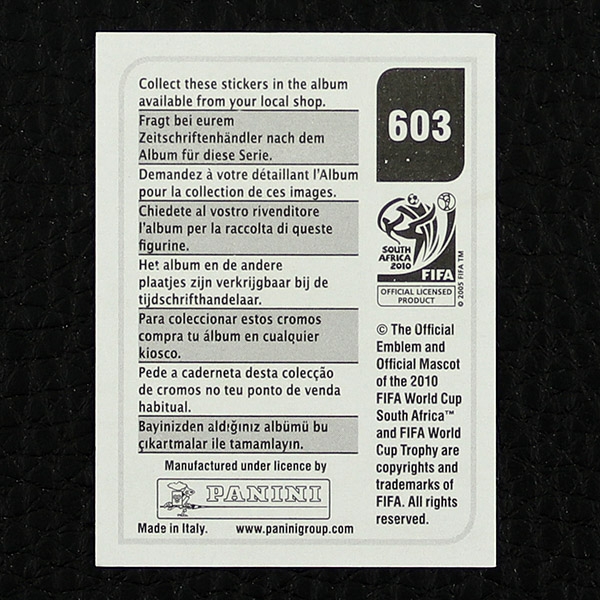 Collect these stickers in the album
available from your local shop.
Fragt bei eurem
Zeitschriftenhändler nach dem
Album für diese Serie.
Demandez à votre détaillant l'Album
pour la collection de ces images.
Chiedete al vostro rivenditore
l'album per la raccolta di queste
figurine.
Het album en de andere
plaatjes zijn verkrijgbaar bij de
tijdschrifthandelaar.
Para coleccionar estos cromos
compra tu álbum en cualquier
kiosco.
Pede a caderneta desta colecção
de cromos no teu ponto de venda
habitual.
Bayinizden aldığınız albümü bu
çıkartmalar ile tamamlayın.
Manufactured under licence by
PANINI
Made in Italy. www.paninigroup.com
603
SOUTH
AFRICA
2010
FIFA
OFFICIAL LICENSED
PRODUCT
© 2005 FIFA TM
© The Official
Emblem and
Official Mascot
of the 2010
FIFA World Cup
South Africa™
and FIFA World
Cup Trophy are
copyrights and
trademarks of
FIFA. All rights
reserved.